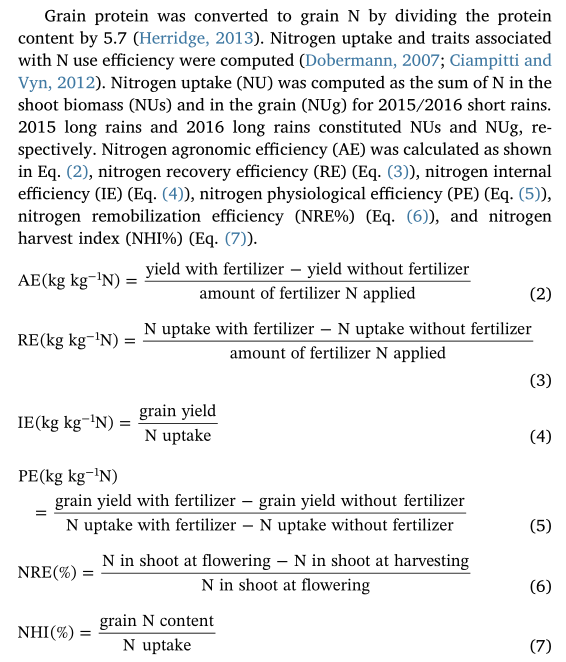 Grain protein was converted to grain N by dividing the protein
content by 5.7 (Herridge, 2013). Nitrogen uptake and traits associated
with N use efficiency were computed (Dobermann, 2007; Ciampitti and
Vyn, 2012). Nitrogen uptake (NU) was computed as the sum of N in the
shoot biomass (NUs) and in the grain (NUg) for 2015/2016 short rains.
2015 long rains and 2016 long rains constituted NUs and NUg, re-
spectively. Nitrogen agronomic efficiency (AE) was calculated as shown
in Eq. (2), nitrogen recovery efficiency (RE) (Eq. (3)), nitrogen internal
efficiency (IE) (Eq. (4)), nitrogen physiological efficiency (PE) (Eq. (5)),
nitrogen remobilization efficiency (NRE%) (Eq. (6)), and nitrogen
harvest index (NHI%) (Eq. (7)).
AE(kg kg⁻¹N) = yield with fertilizer − yield without fertilizer
amount of fertilizer N applied
(2)
RE(kg kg⁻¹N) = N uptake with fertilizer − N uptake without fertilizer
amount of fertilizer N applied
(3)
IE(kg kg⁻¹N) = grain yield
N uptake
(4)
PE(kg kg⁻¹N)
= grain yield with fertilizer − grain yield without fertilizer
N uptake with fertilizer − N uptake without fertilizer
(5)
NRE(%) = N in shoot at flowering − N in shoot at harvesting
N in shoot at flowering
(6)
NHI(%) = grain N content
N uptake
(7)